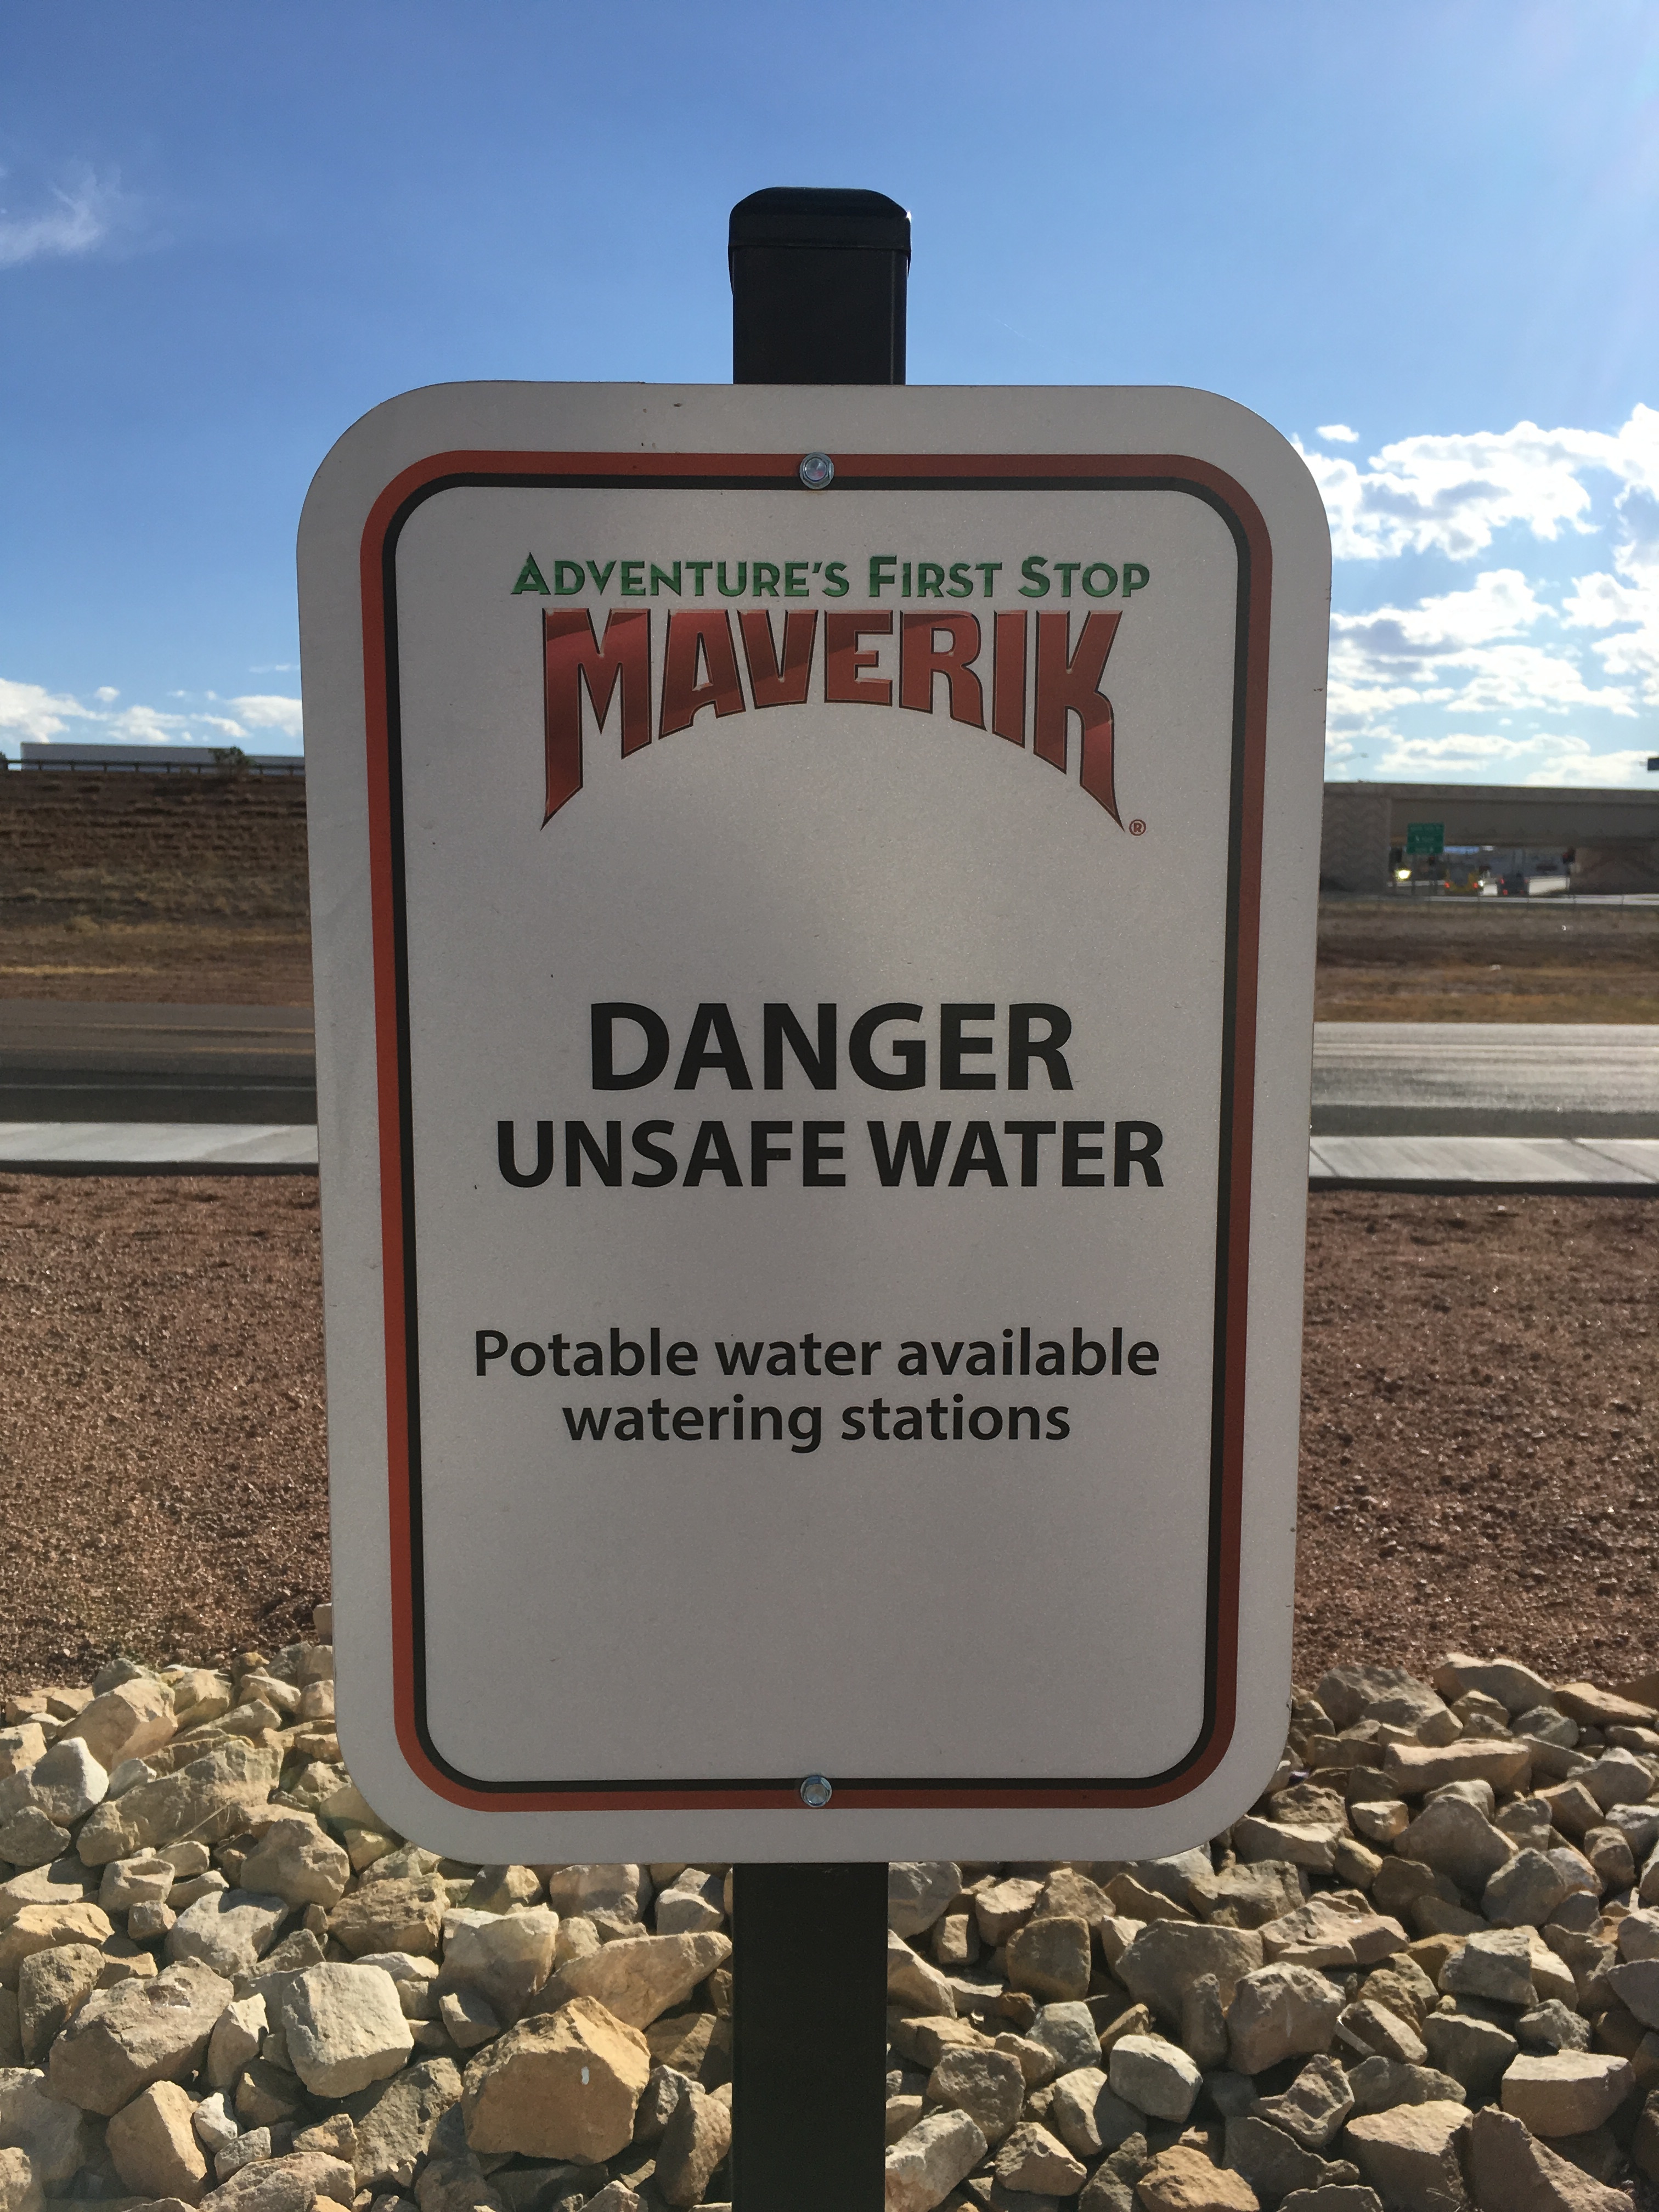 ADVENTURE'S FIRST STOP
MAVERIK®
DANGER
UNSAFE WATER
Potable water available
watering stations